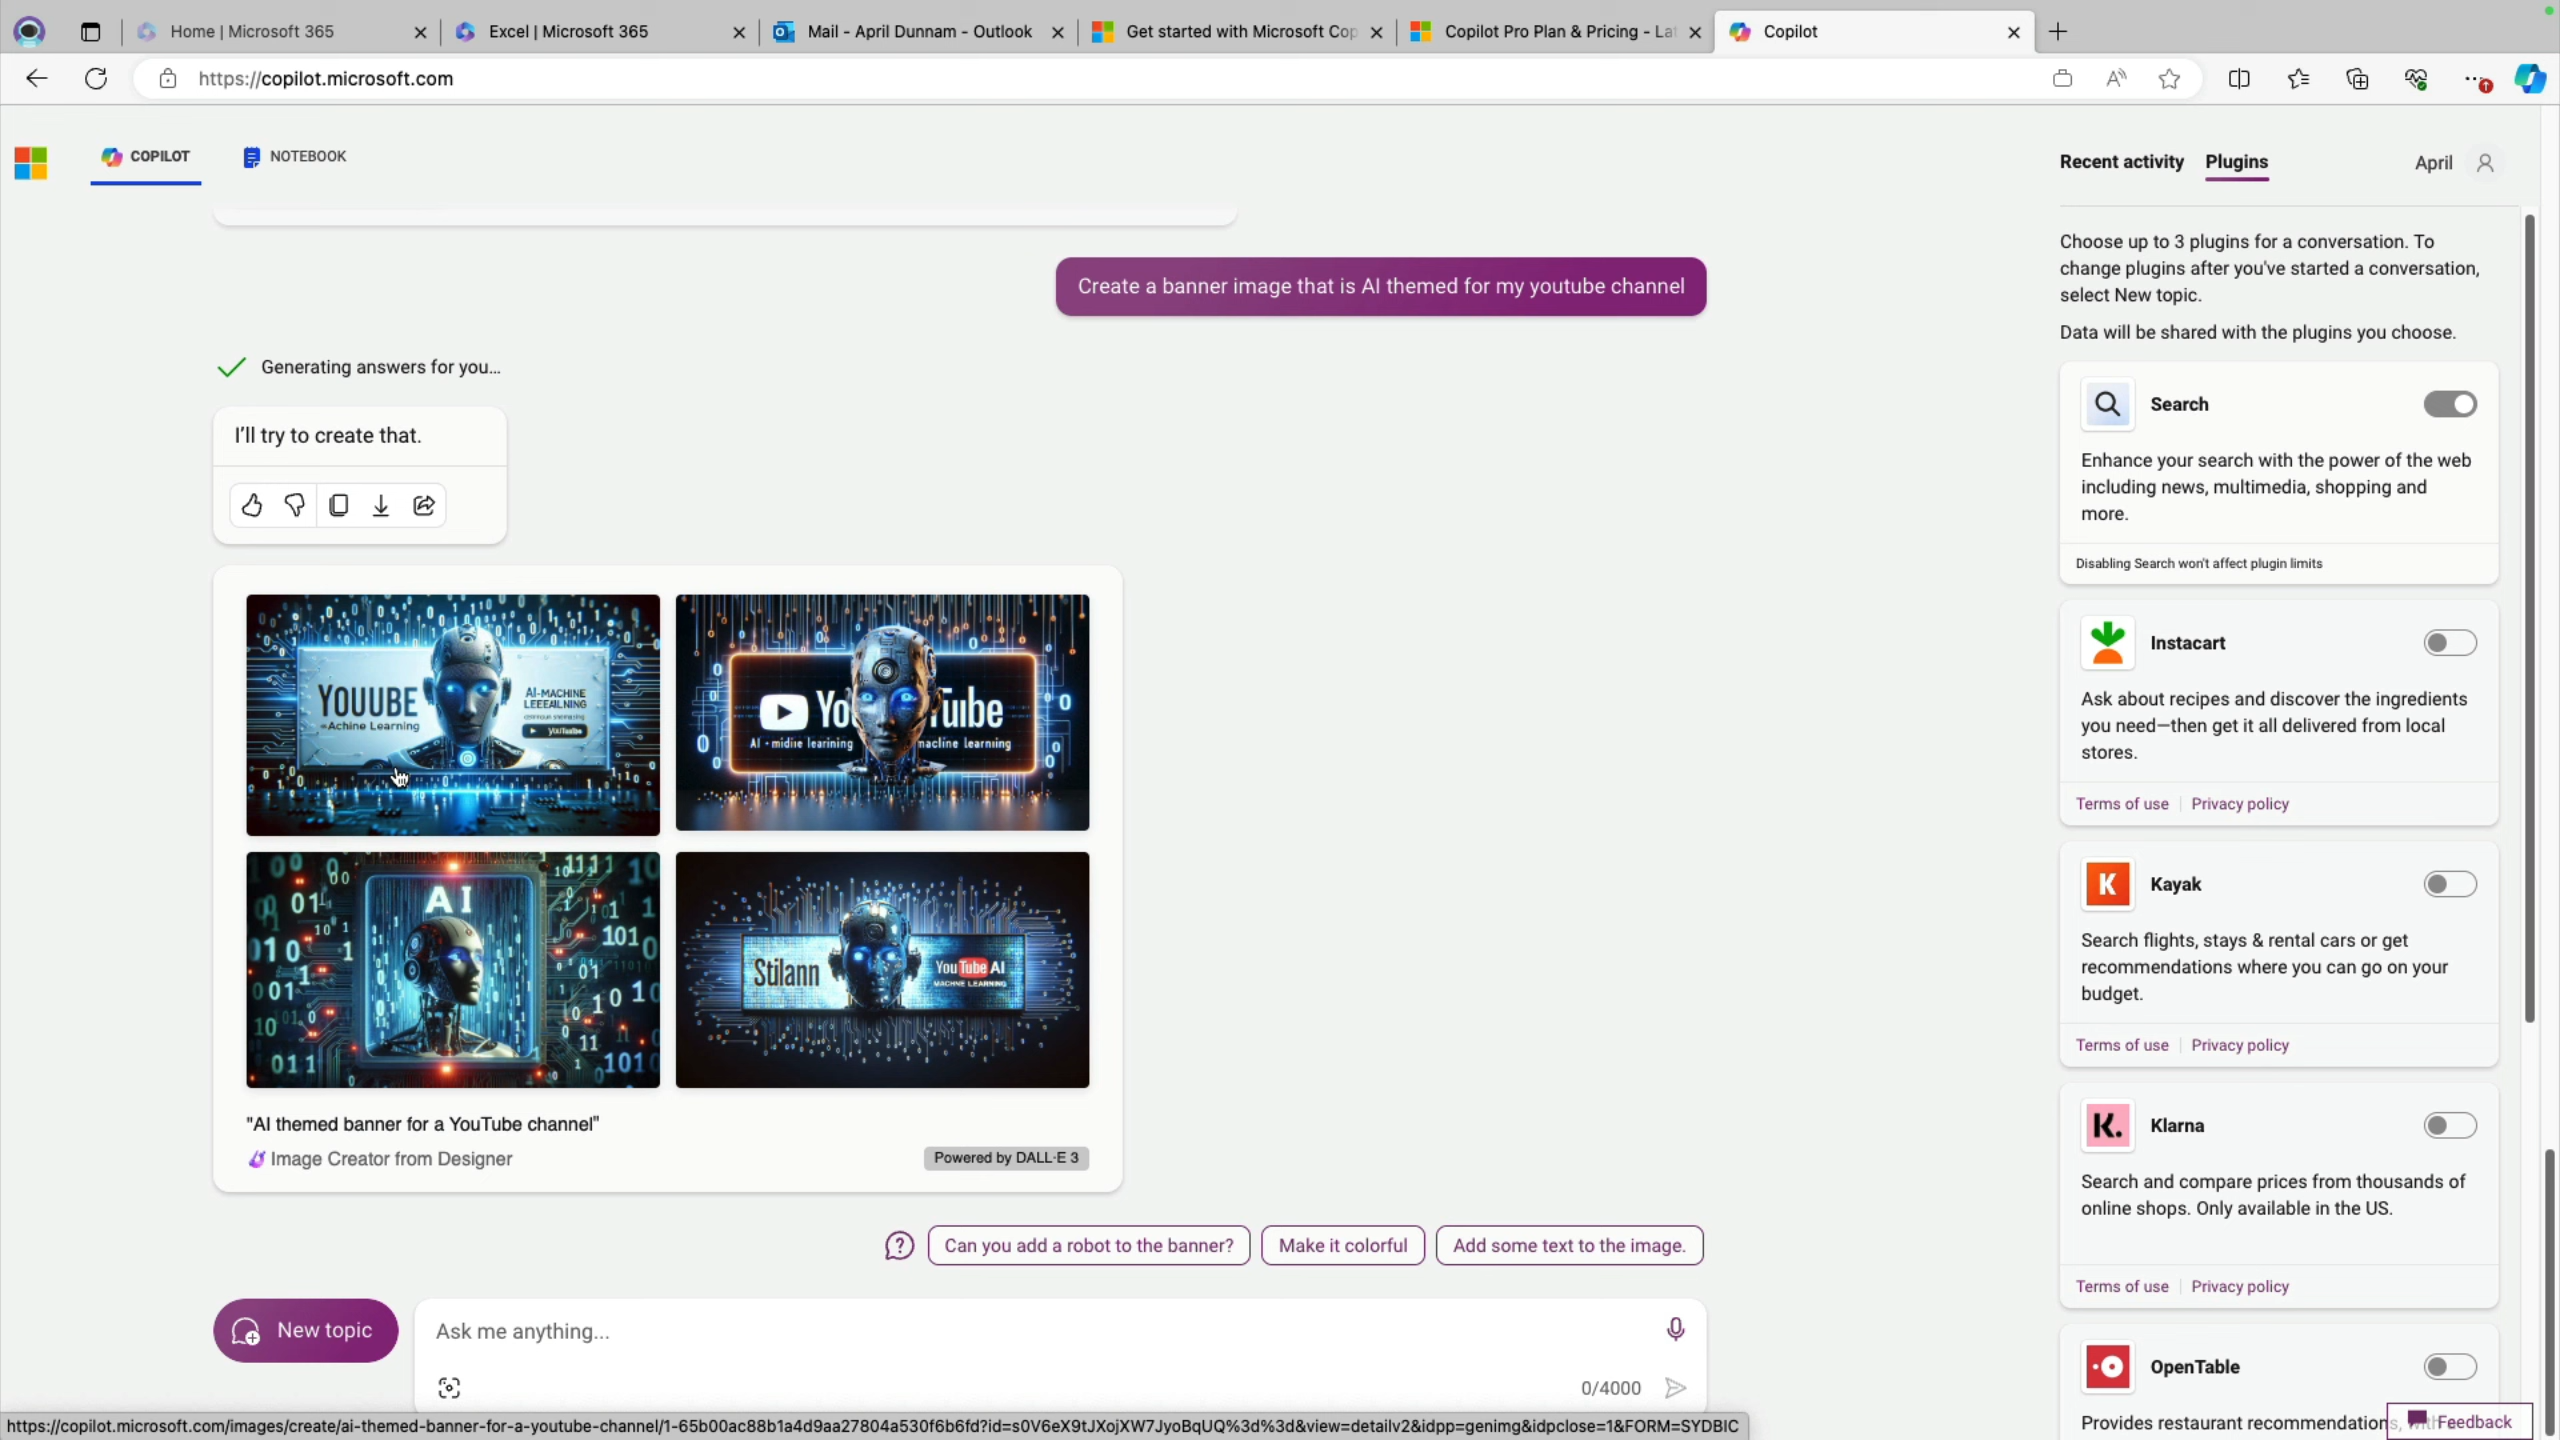 Home | Microsoft 365
Excel | Microsoft 365
Mail - April Dunnam - Outlook
Get started with Microsoft Cop
Copilot Pro Plan & Pricing - Lat
Copilot
https://copilot.microsoft.com
COPILOT
NOTEBOOK
Recent activity
Plugins
April
Create a banner image that is AI themed for my youtube channel
Generating answers for you...
I'll try to create that.
YOUUBE
Achine Learning
AI-MACHINE
LEEEALNING
AI
Stilann
YouTube AI
"AI themed banner for a YouTube channel"
Image Creator from Designer
Powered by DALL·E 3
Can you add a robot to the banner?
Make it colorful
Add some text to the image.
New topic
Ask me anything...
0/4000
Choose up to 3 plugins for a conversation. To
change plugins after you've started a conversation,
select New topic.
Data will be shared with the plugins you choose.
Search
Enhance your search with the power of the web
including news, multimedia, shopping and
more.
Disabling Search won't affect plugin limits
Instacart
Ask about recipes and discover the ingredients
you need—then get it all delivered from local
stores.
Terms of use | Privacy policy
K
Kayak
Search flights, stays & rental cars or get
recommendations where you can go on your
budget.
Terms of use | Privacy policy
K.
Klarna
Search and compare prices from thousands of
online shops. Only available in the US.
Terms of use | Privacy policy
OpenTable
Provides restaurant recommendations,
Feedback
https://copilot.microsoft.com/images/create/ai-themed-banner-for-a-youtube-channel/1-65b00ac88b1a4d9aa27804a530f6b6fd?id=s0V6eX9tJXojXW7JyoBqUQ%3d%3d&view=detailv2&idpp=genimg&idpclose=1&FORM=SYDBIC